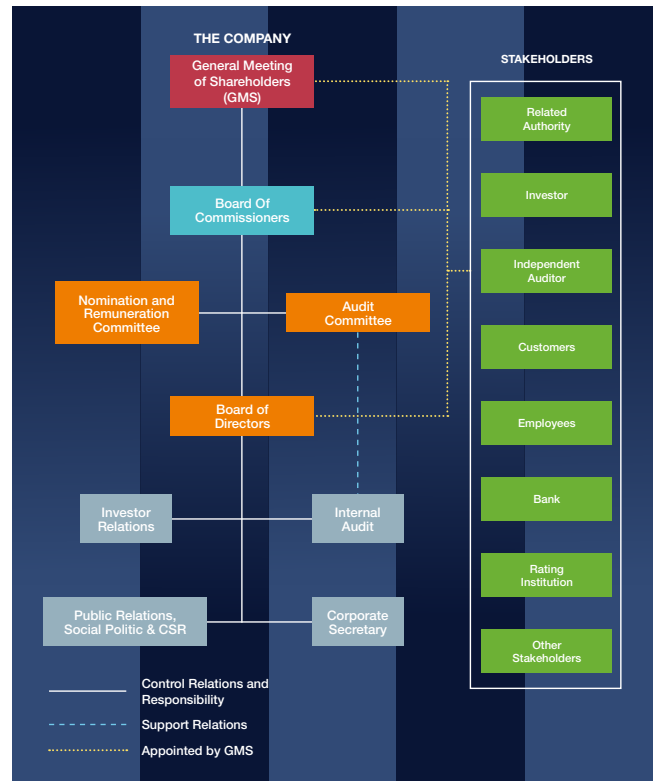 THE COMPANY
General Meeting
of Shareholders
(GMS)
Board Of
Commissioners
Nomination and
Remuneration
Committee
Audit
Committee
Board of
Directors
Investor
Relations
Internal
Audit
Public Relations,
Social Politic & CSR
Corporate
Secretary
STAKEHOLDERS
Related
Authority
Investor
Independent
Auditor
Customers
Employees
Bank
Rating
Institution
Other
Stakeholders
Control Relations and
Responsibility
Support Relations
Appointed by GMS